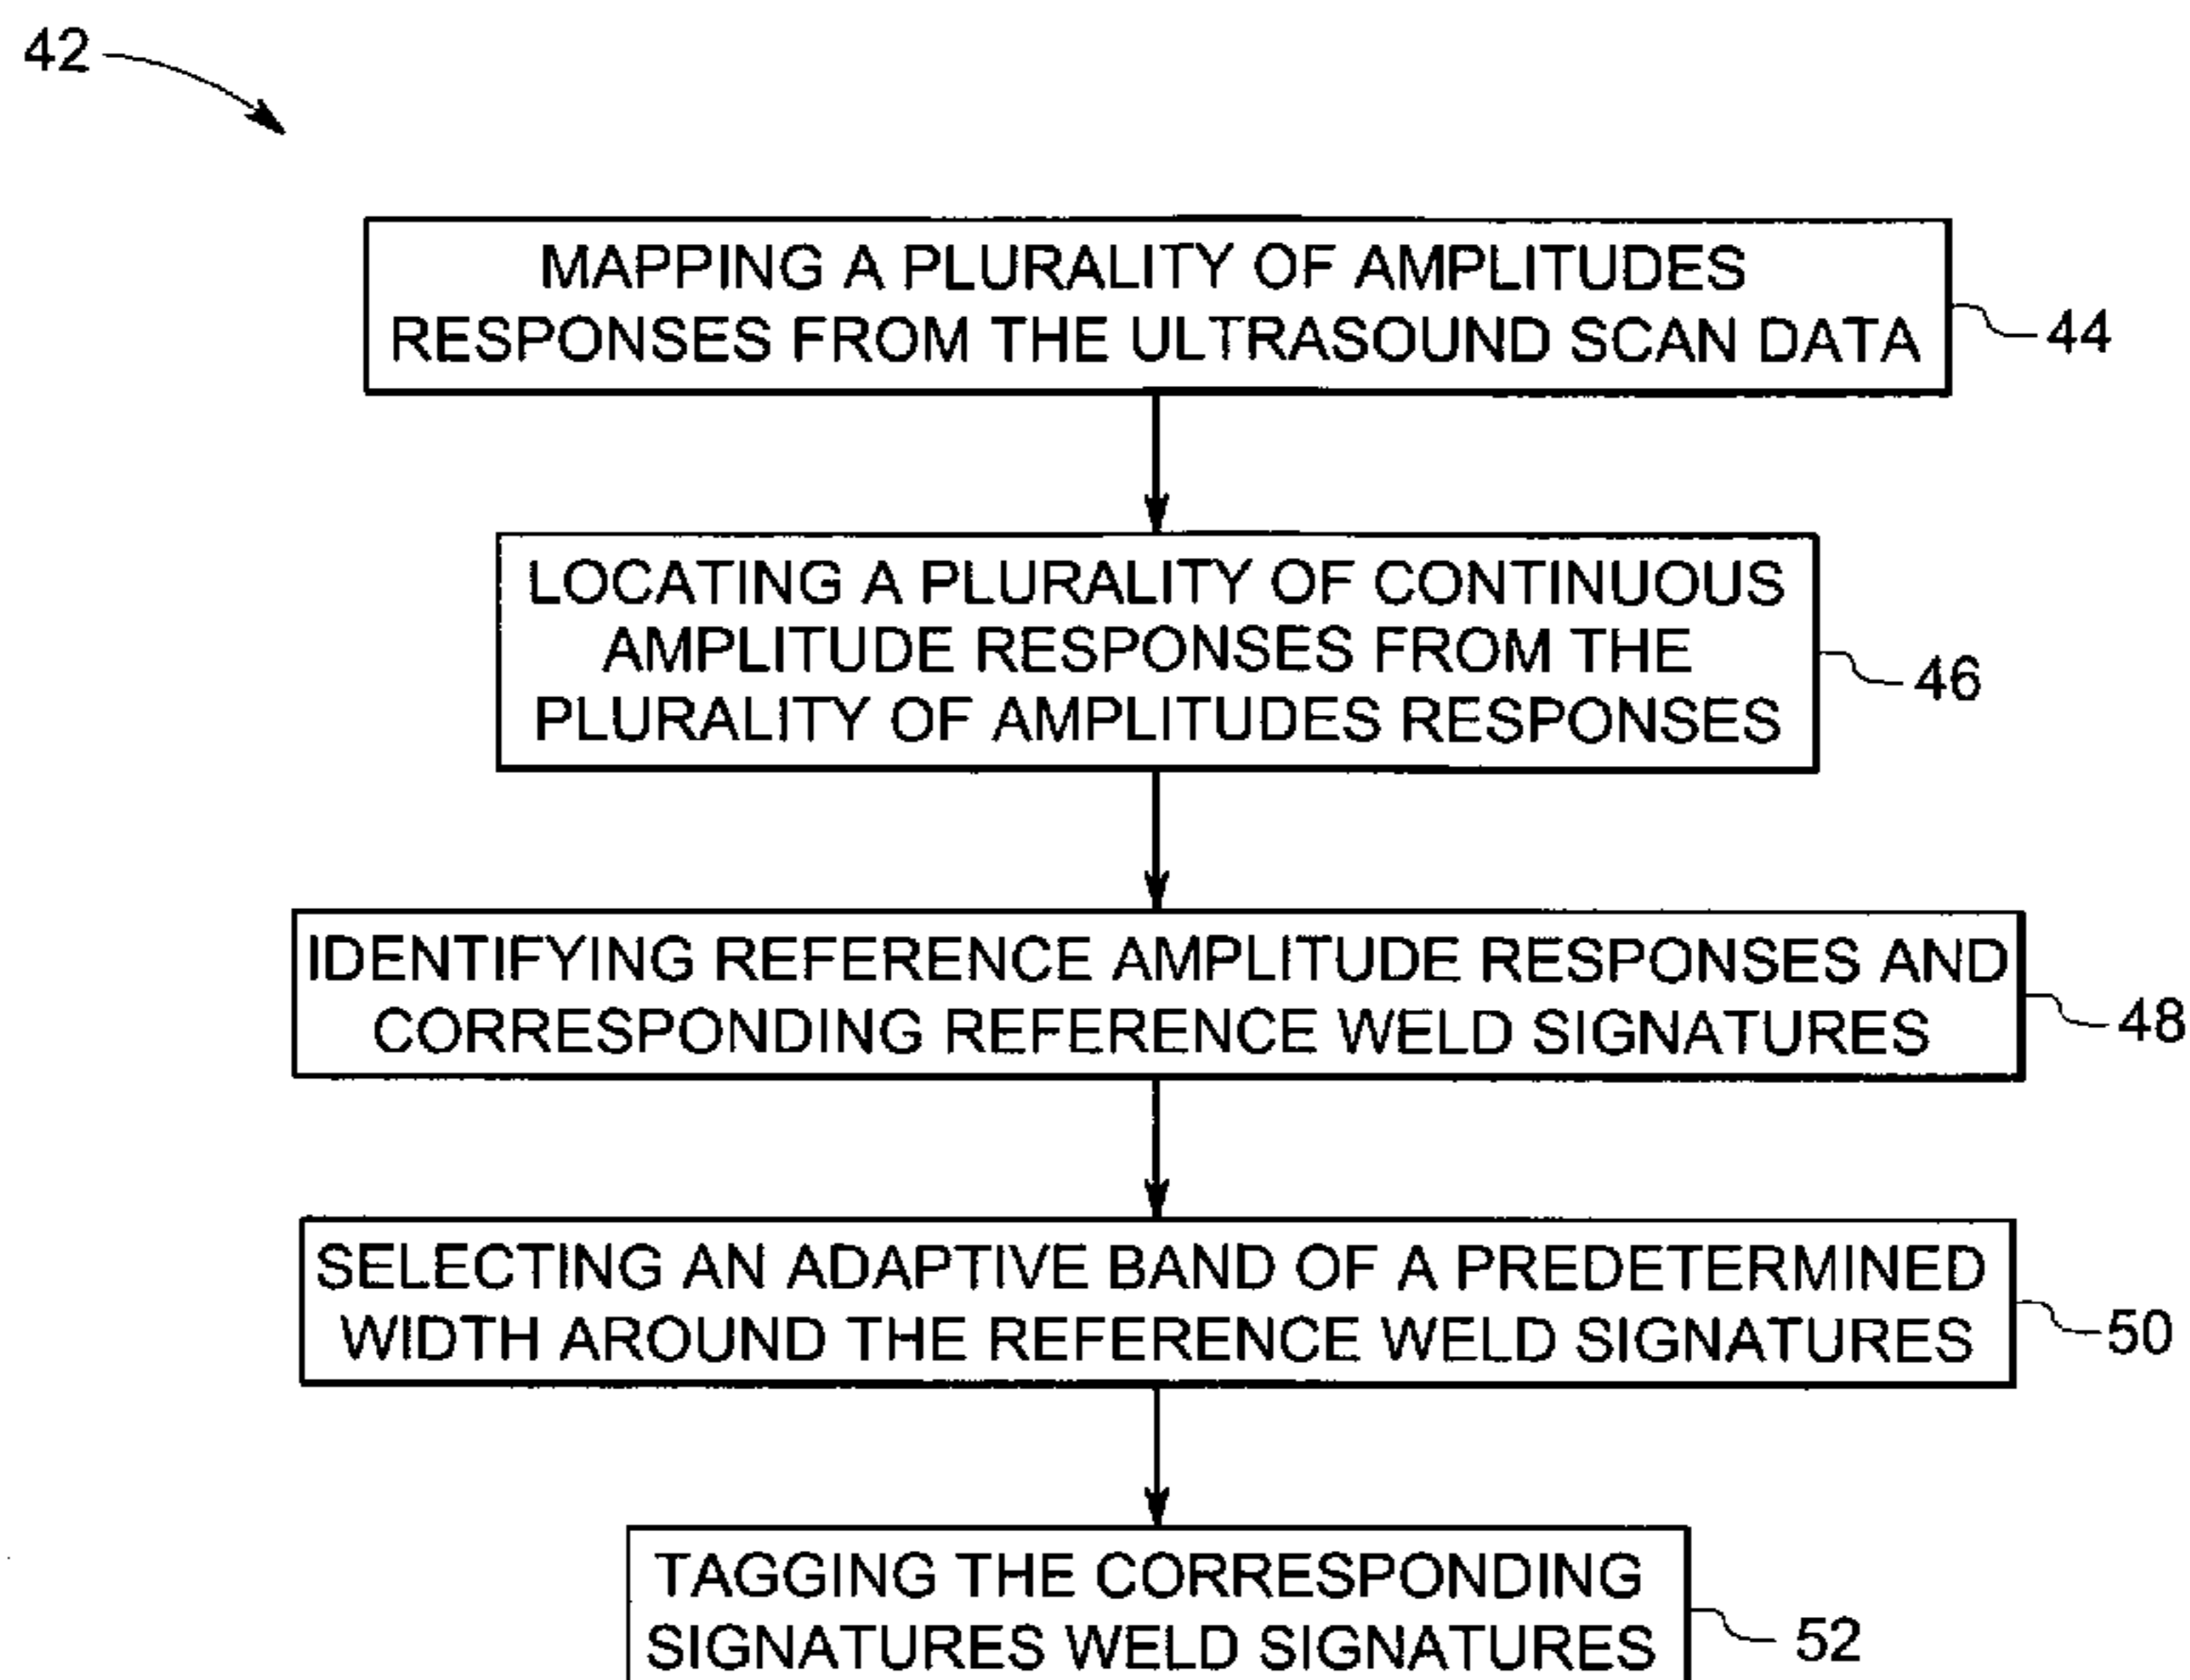 42
MAPPING A PLURALITY OF AMPLITUDES
RESPONSES FROM THE ULTRASOUND SCAN DATA
44
LOCATING A PLURALITY OF CONTINUOUS
AMPLITUDE RESPONSES FROM THE
PLURALITY OF AMPLITUDES RESPONSES
46
IDENTIFYING REFERENCE AMPLITUDE RESPONSES AND
CORRESPONDING REFERENCE WELD SIGNATURES
48
SELECTING AN ADAPTIVE BAND OF A PREDETERMINED
WIDTH AROUND THE REFERENCE WELD SIGNATURES
50
TAGGING THE CORRESPONDING
SIGNATURES WELD SIGNATURES
52